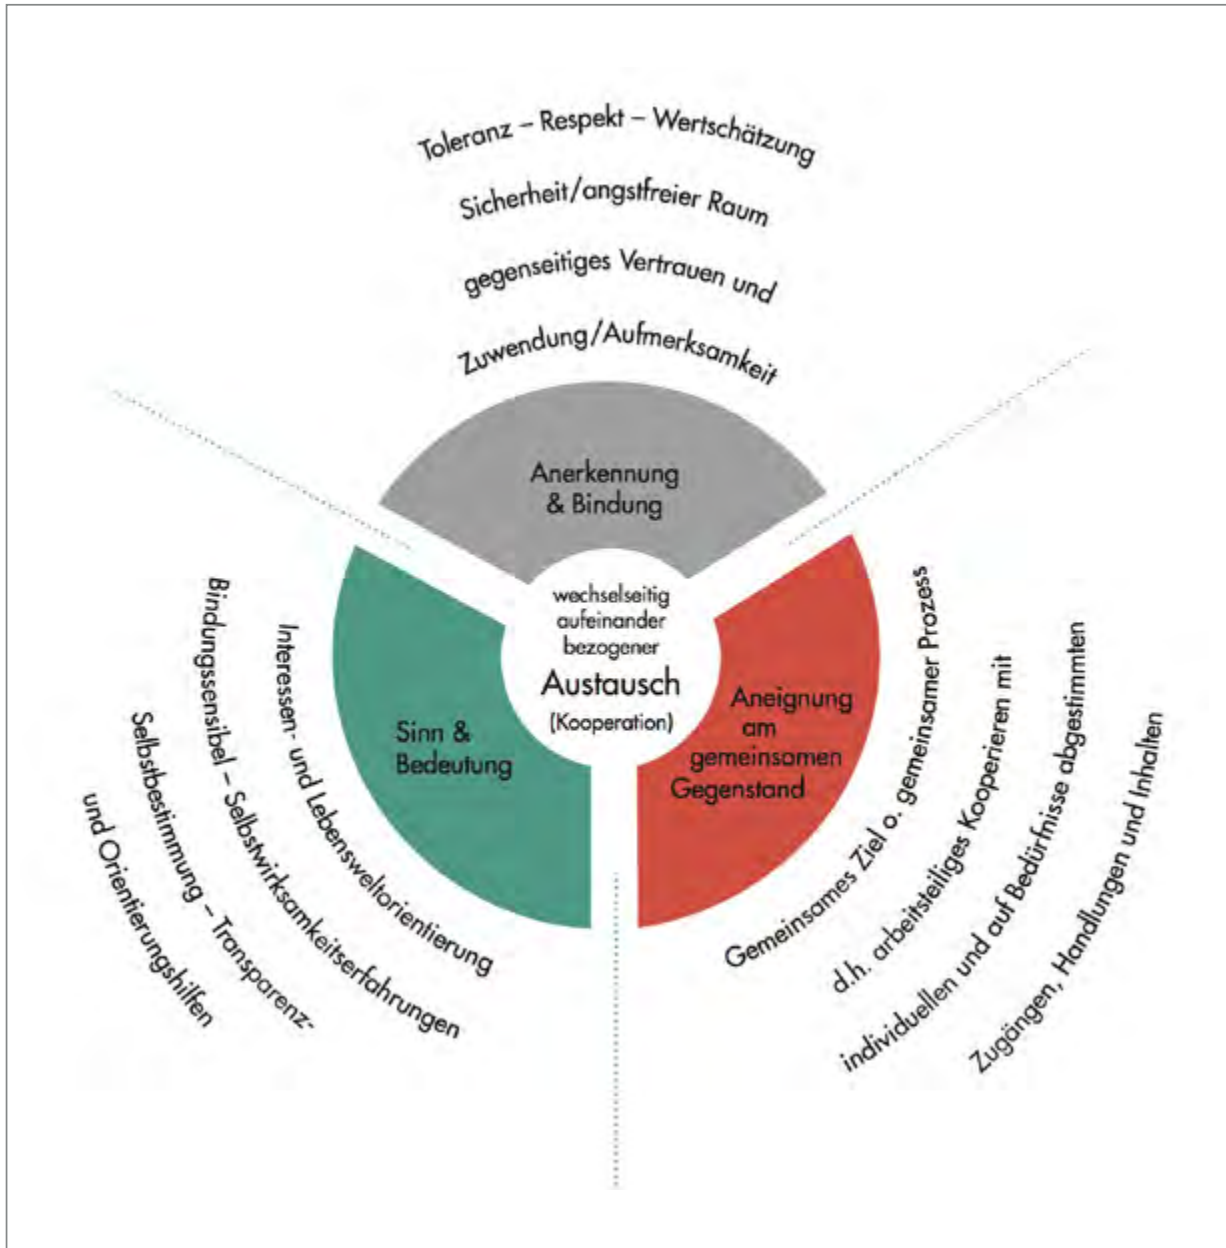 Toleranz – Respekt – Wertschätzung
Sicherheit/angstfreier Raum
gegenseitiges Vertrauen und
Zuwendung/Aufmerksamkeit
Anerkennung
& Bindung
wechselseitig
aufeinander
bezogener
Austausch
(Kooperation)
Sinn &
Bedeutung
Aneignung
am
gemeinsamen
Gegenstand
Interessen- und Lebensweltorientierung
Bindungssensibel – Selbstwirksamkeitserfahrungen
Selbstbestimmung – Transparenz-
und Orientierungshilfen
Gemeinsames Ziel o. gemeinsamer Prozess
d.h. arbeitsteiliges Kooperieren mit
individuellen und auf Bedürfnisse abgestimmten
Zugängen, Handlungen und Inhalten